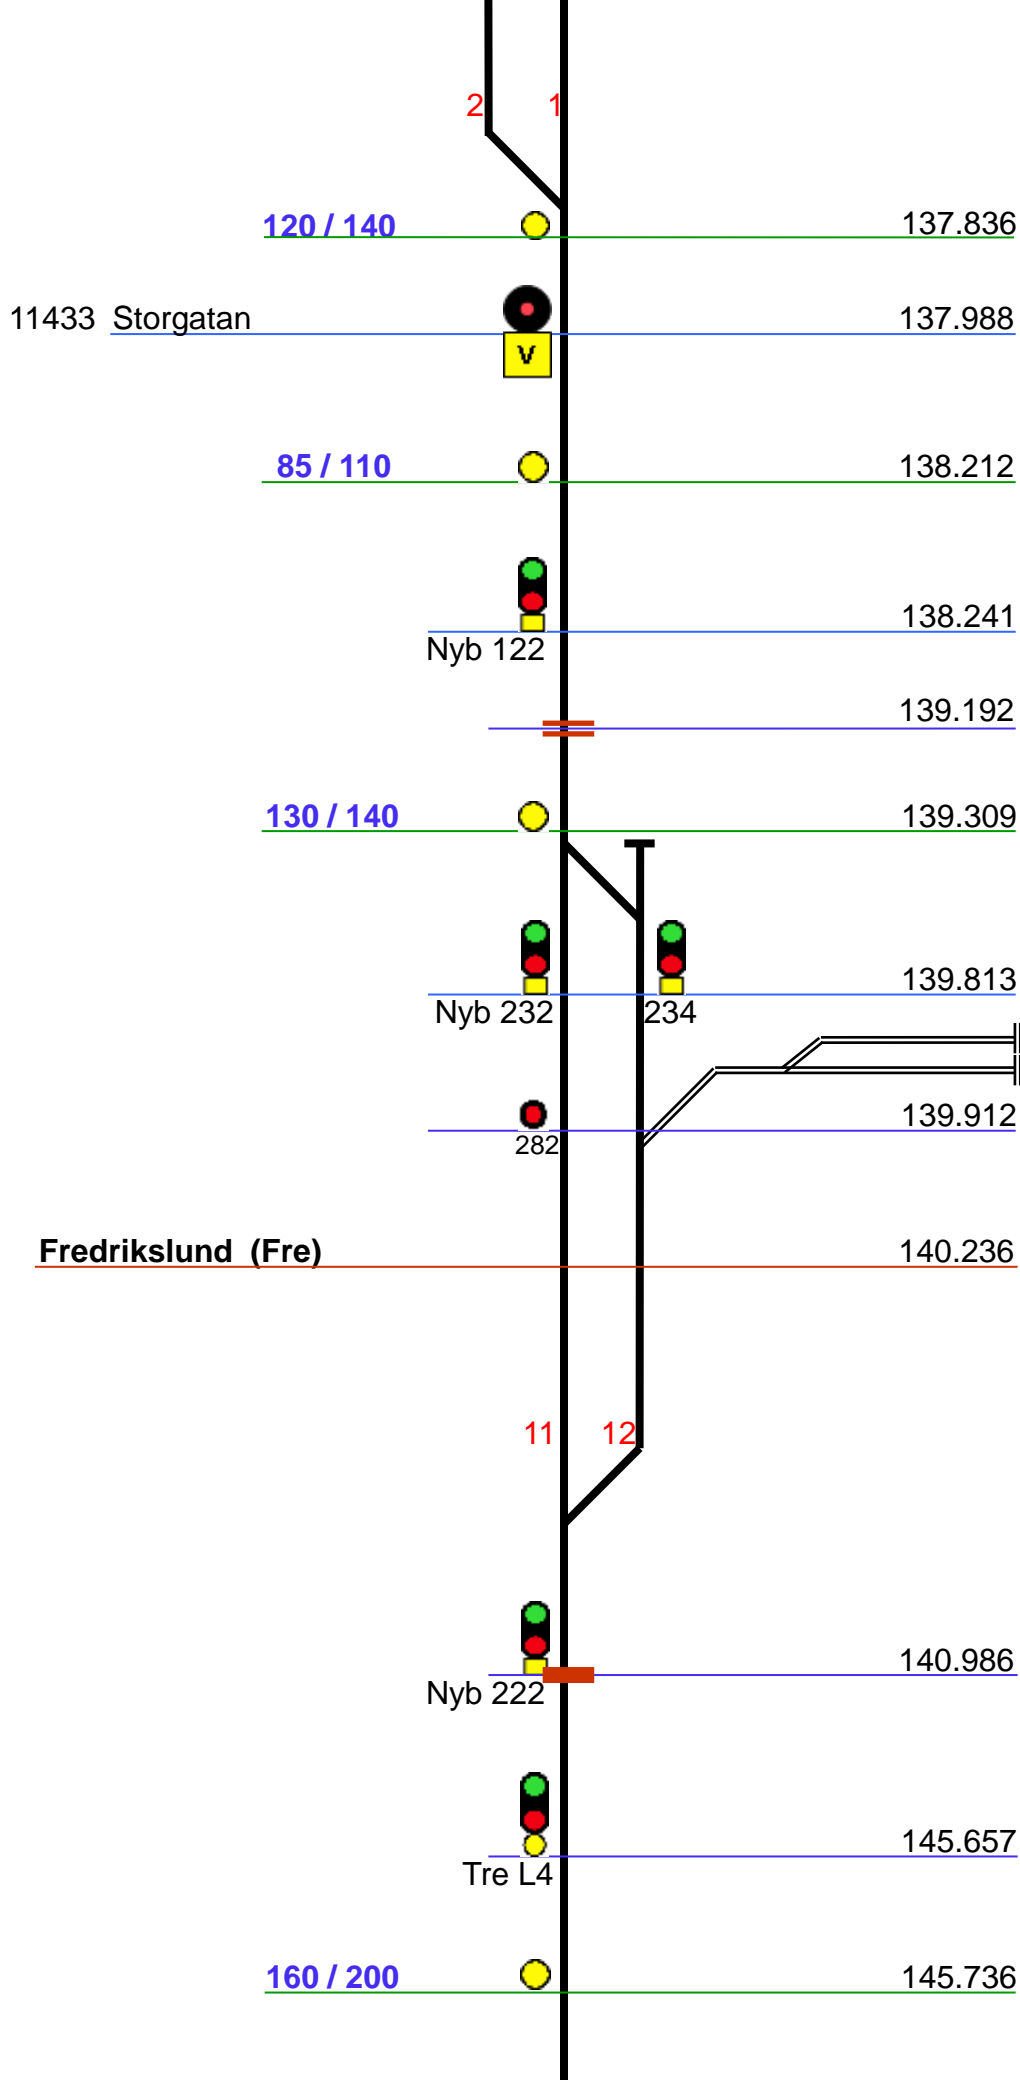 2 1
120 / 140 137.836
11433 Storgatan 137.988
V
85 / 110 138.212
138.241
Nyb 122
139.192
130 / 140 139.309
139.813
Nyb 232 234
139.912
282
Fredrikslund (Fre) 140.236
11 12
140.986
Nyb 222
145.657
Tre L4
160 / 200 145.736